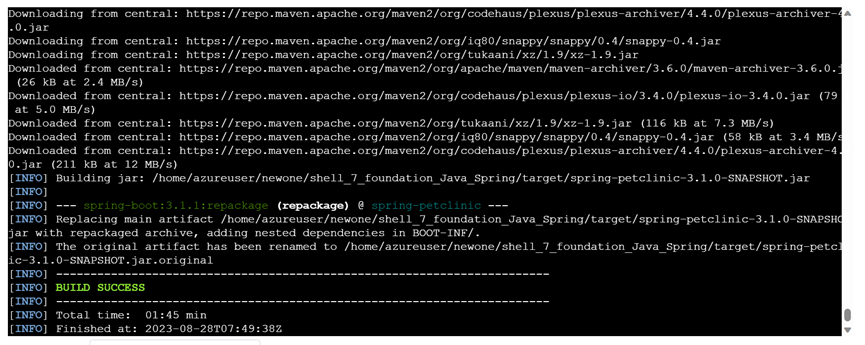 Downloading from central: https://repo.maven.apache.org/maven2/org/codehaus/plexus/plexus-archiver/4.4.0/plexus-archiver-4
.0.jar
Downloading from central: https://repo.maven.apache.org/maven2/org/iq80/snappy/snappy/0.4/snappy-0.4.jar
Downloading from central: https://repo.maven.apache.org/maven2/org/tukaani/xz/1.9/xz-1.9.jar
Downloaded from central: https://repo.maven.apache.org/maven2/org/apache/maven/maven-archiver/3.6.0/maven-archiver-3.6.0.j
(26 kB at 2.4 MB/s)
Downloaded from central: https://repo.maven.apache.org/maven2/org/codehaus/plexus/plexus-io/3.4.0/plexus-io-3.4.0.jar (79
at 5.0 MB/s)
Downloaded from central: https://repo.maven.apache.org/maven2/org/tukaani/xz/1.9/xz-1.9.jar (116 kB at 7.3 MB/s)
Downloaded from central: https://repo.maven.apache.org/maven2/org/iq80/snappy/snappy/0.4/snappy-0.4.jar (58 kB at 3.4 MB/s
Downloaded from central: https://repo.maven.apache.org/maven2/org/codehaus/plexus/plexus-archiver/4.4.0/plexus-archiver-4.
0.jar (211 kB at 12 MB/s)
[INFO] Building jar: /home/azureuser/newone/shell_7_foundation_Java_Spring/target/spring-petclinic-3.1.0-SNAPSHOT.jar
[INFO]
[INFO] --- spring-boot:3.1.1:repackage (repackage) @ spring-petclinic ---
[INFO] Replacing main artifact /home/azureuser/newone/shell_7_foundation_Java_Spring/target/spring-petclinic-3.1.0-SNAPSHO
jar with repackaged archive, adding nested dependencies in BOOT-INF/.
[INFO] The original artifact has been renamed to /home/azureuser/newone/shell_7_foundation_Java_Spring/target/spring-petcl
ic-3.1.0-SNAPSHOT.jar.original
[INFO] ------------------------------------------------------------------------
[INFO] BUILD SUCCESS
[INFO] ------------------------------------------------------------------------
[INFO] Total time:  01:45 min
[INFO] Finished at: 2023-08-28T07:49:38Z